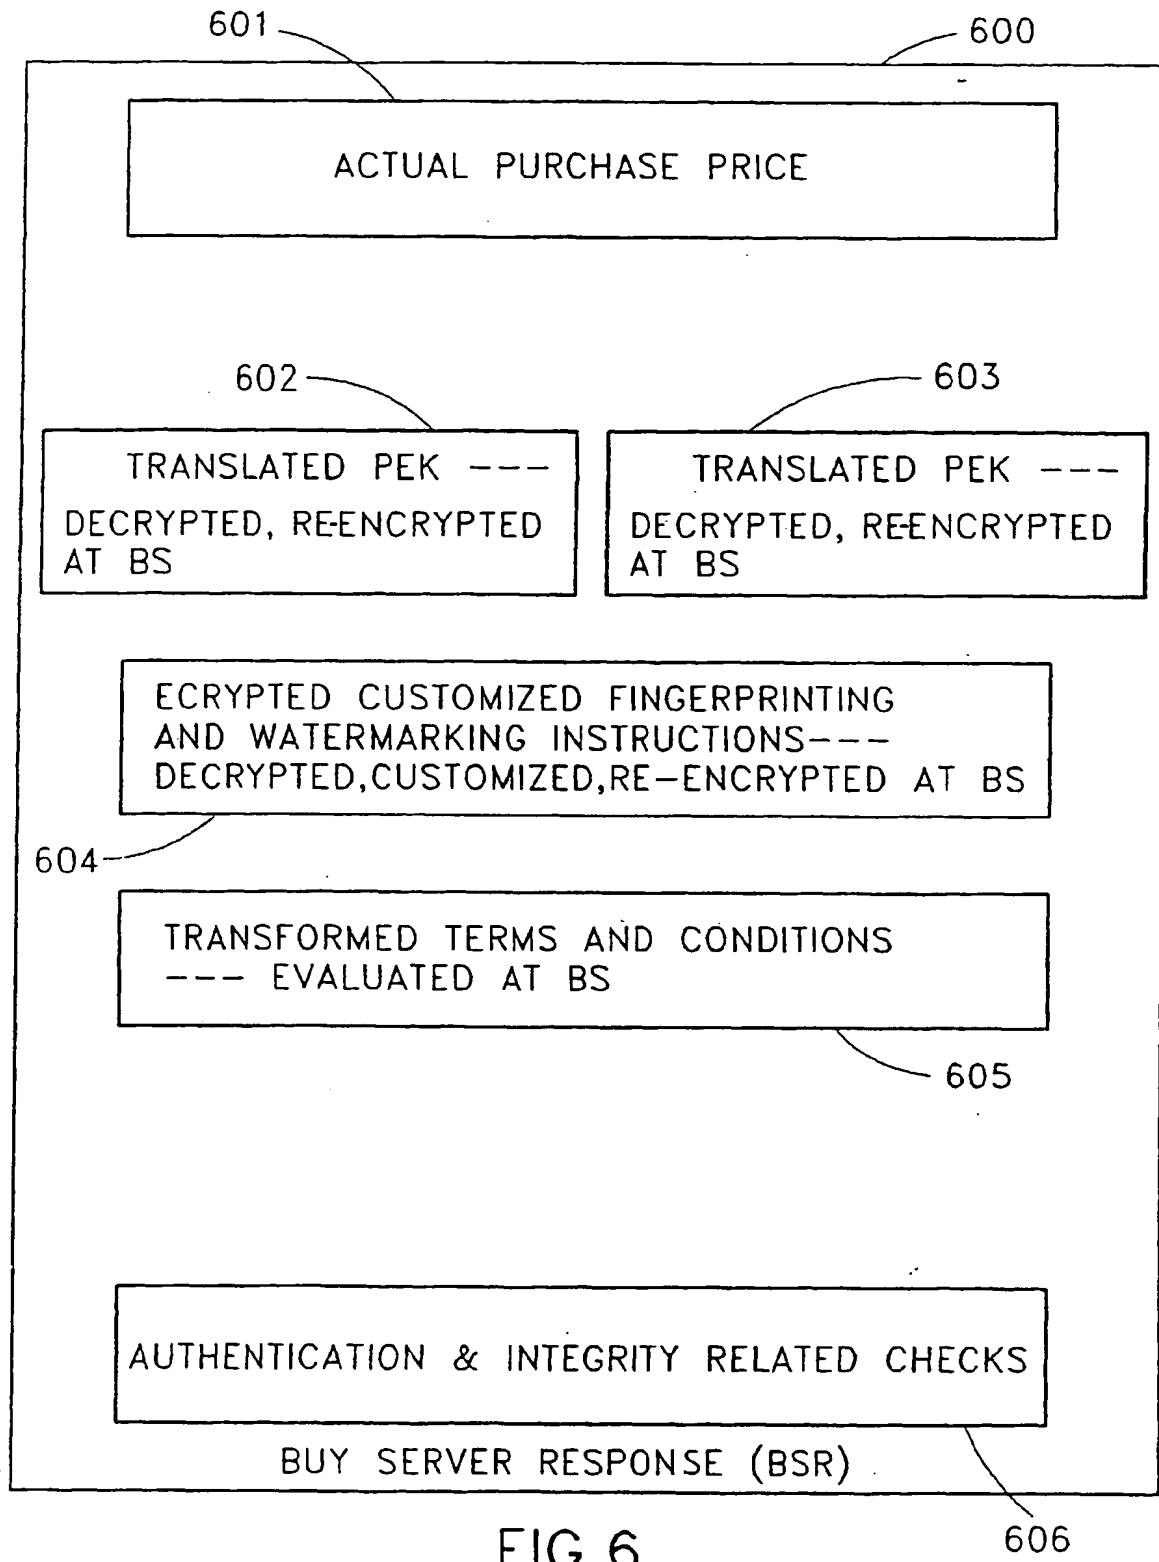 601
600
ACTUAL PURCHASE PRICE
602
603
TRANSLATED PEK ---
DECRYPTED, RE-ENCRYPTED
AT BS
TRANSLATED PEK ---
DECRYPTED, RE-ENCRYPTED
AT BS
ECRYPTED CUSTOMIZED FINGERPRINTING
AND WATERMARKING INSTRUCTIONS---
DECRYPTED,CUSTOMIZED,RE-ENCRYPTED AT BS
604
TRANSFORMED TERMS AND CONDITIONS
--- EVALUATED AT BS
605
AUTHENTICATION & INTEGRITY RELATED CHECKS
BUY SERVER RESPONSE (BSR)
606
FIG.6